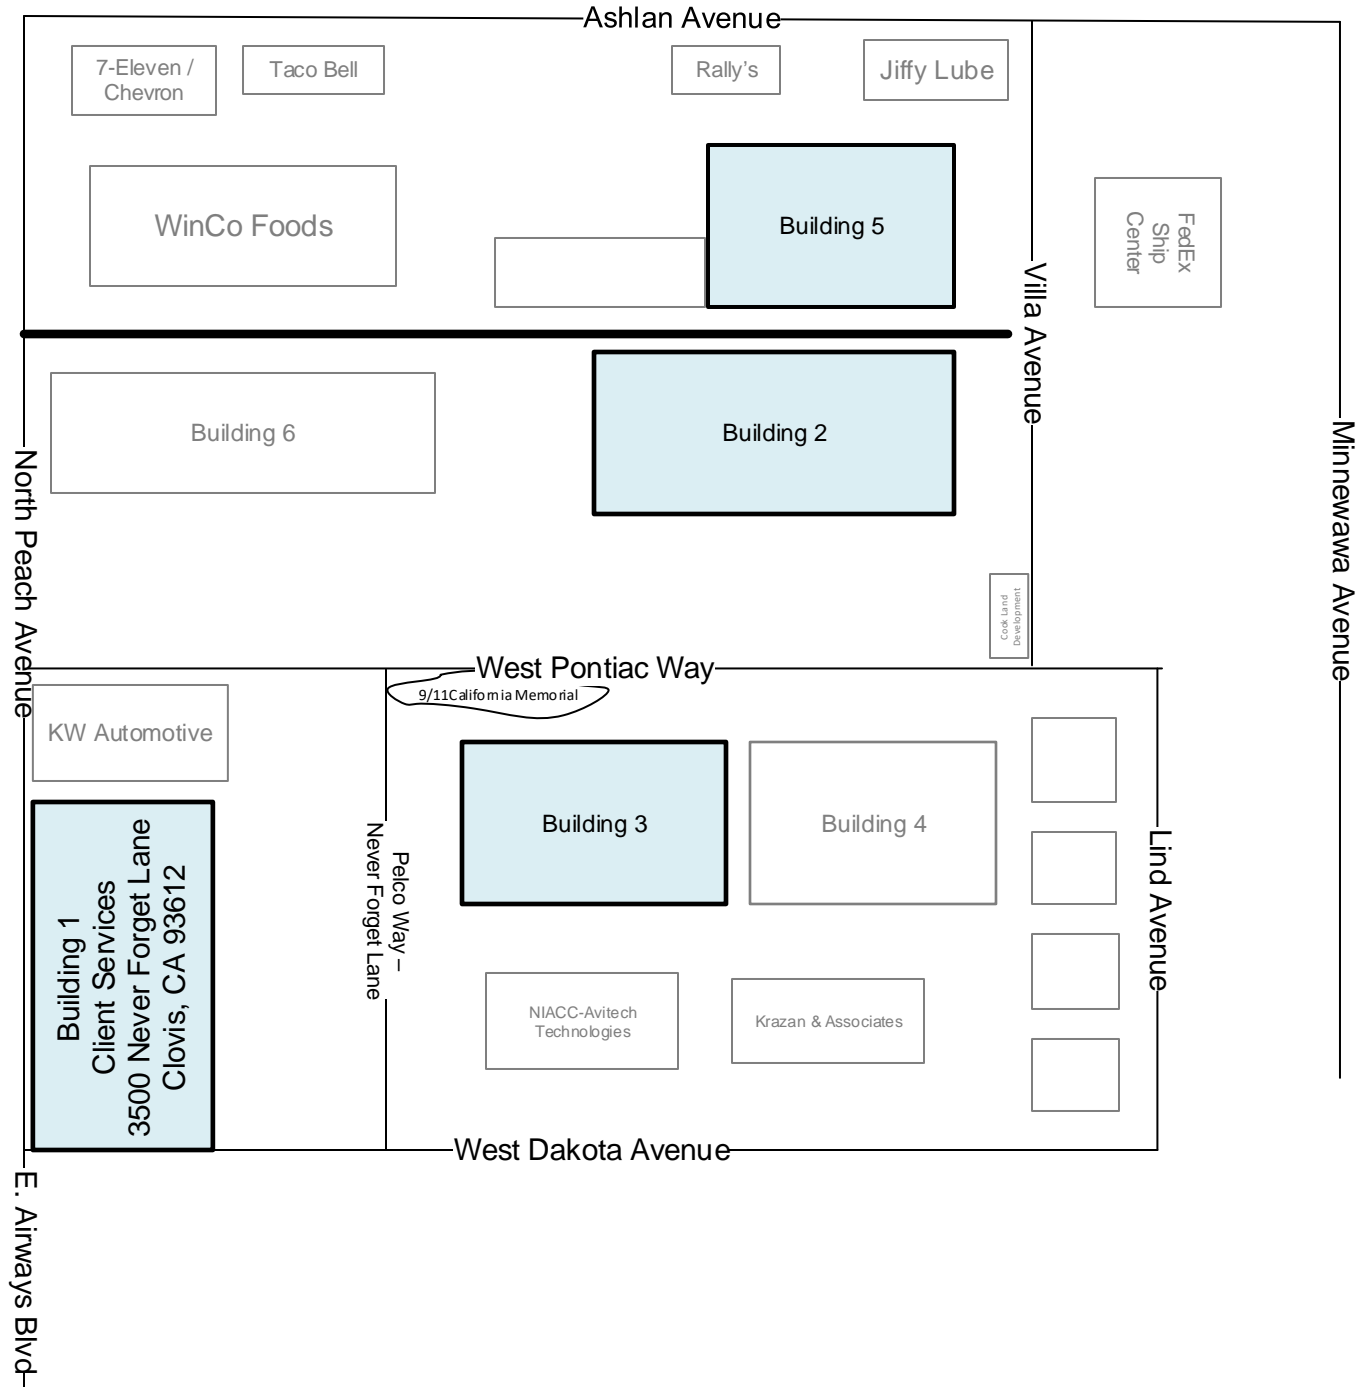 Ashlan Avenue
7-Eleven /
Chevron
Taco Bell
Rally's
Jiffy Lube
WinCo Foods
Building 5
FedEx
Ship
Center
Villa Avenue
Building 6
Building 2
North Peach Avenue
Minnewawa Avenue
Cook Land
Development
West Pontiac Way
9/11California Memorial
KW Automotive
Building 3
Building 4
Pelco Way –
Never Forget Lane
Lind Avenue
Building 1
Client Services
3500 Never Forget Lane
Clovis, CA 93612
NIACC-Avitech
Technologies
Krazan & Associates
West Dakota Avenue
E. Airways Blvd